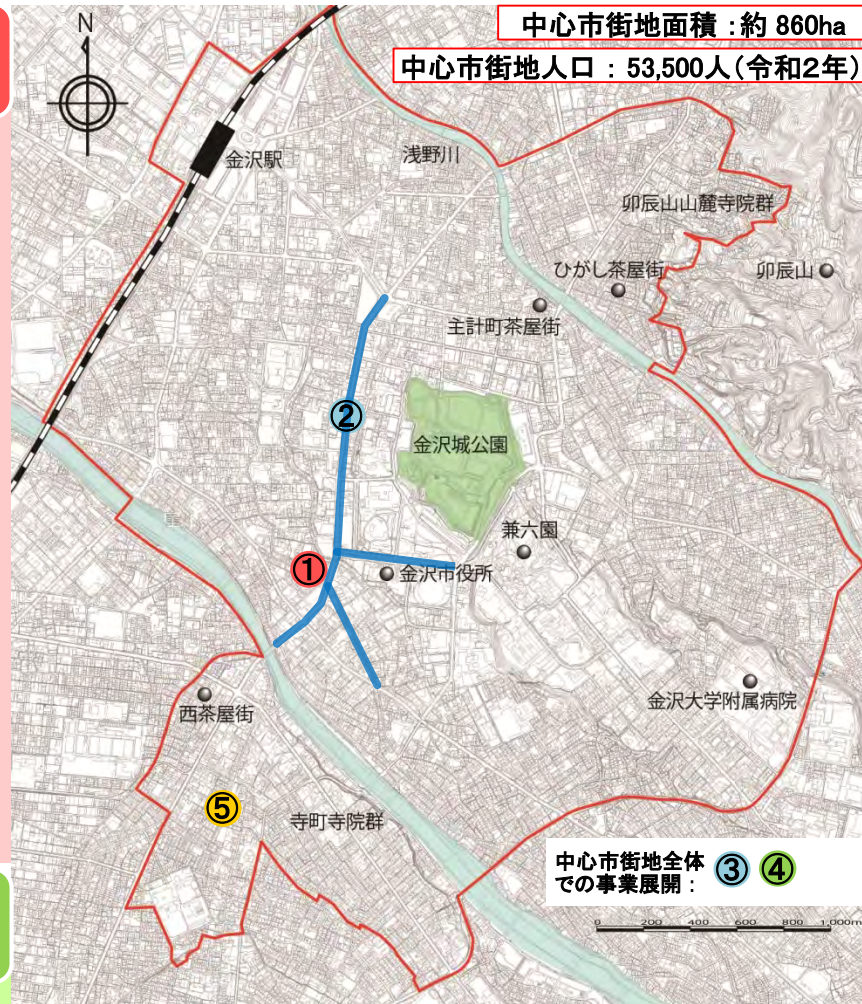 中心市街地面積：約 860ha
中心市街地人口：53,500人（令和２年）
N
金沢駅
浅野川
卯辰山山麓寺院群
ひがし茶屋街
卯辰山
主計町茶屋街
②
金沢城公園
兼六園
①
金沢市役所
金沢大学附属病院
西茶屋街
⑤
寺町寺院群
中心市街地全体
での事業展開：
③ ④
0 200 400 600 800 1,000m